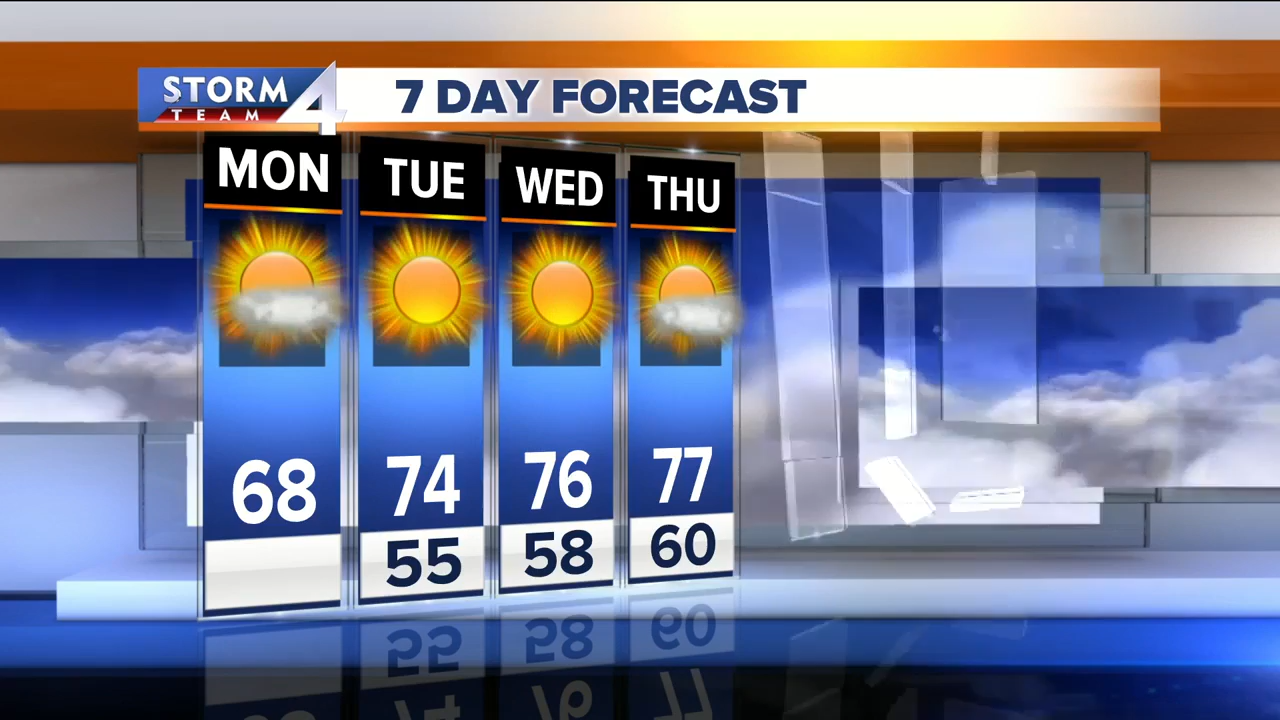 STORM
TEAM 4
7 DAY FORECAST
MON TUE WED THU
68 74 76 77
55 58 60